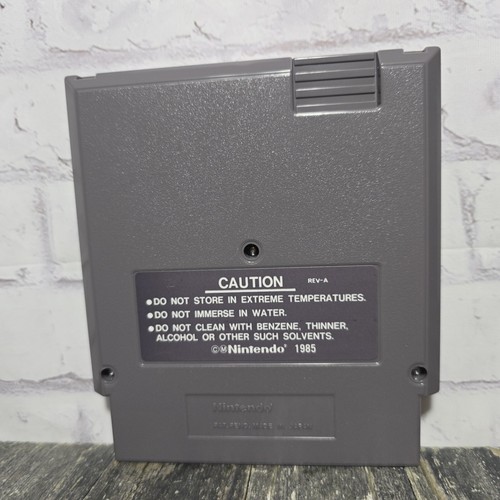 CAUTION REV-A
●DO NOT STORE IN EXTREME TEMPERATURES.
●DO NOT IMMERSE IN WATER.
●DO NOT CLEAN WITH BENZENE, THINNER,
ALCOHOL OR OTHER SUCH SOLVENTS.
©ⓂNintendo® 1985
Nintendo